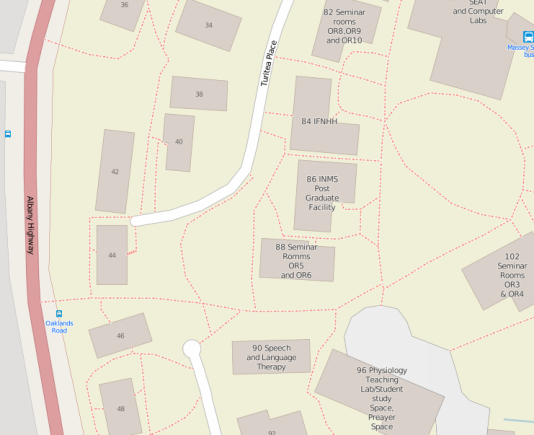 36
34
82 Seminar
rooms
OR8,OR9
and OR10
SEAT
and Computer
Labs
Massey S
bus
Turitea Place
38
40
84 IFNHH
42
86 INMS
Post
Graduate
Facility
Albany Highway
44
88 Seminar
Romms
OR5
and OR6
102
Seminar
Rooms
OR3
& OR4
Oaklands
Road
46
90 Speech
and Language
Therapy
96 Physiology
Teaching
Lab/Student
study
Space,
Preayer
Space
48
92